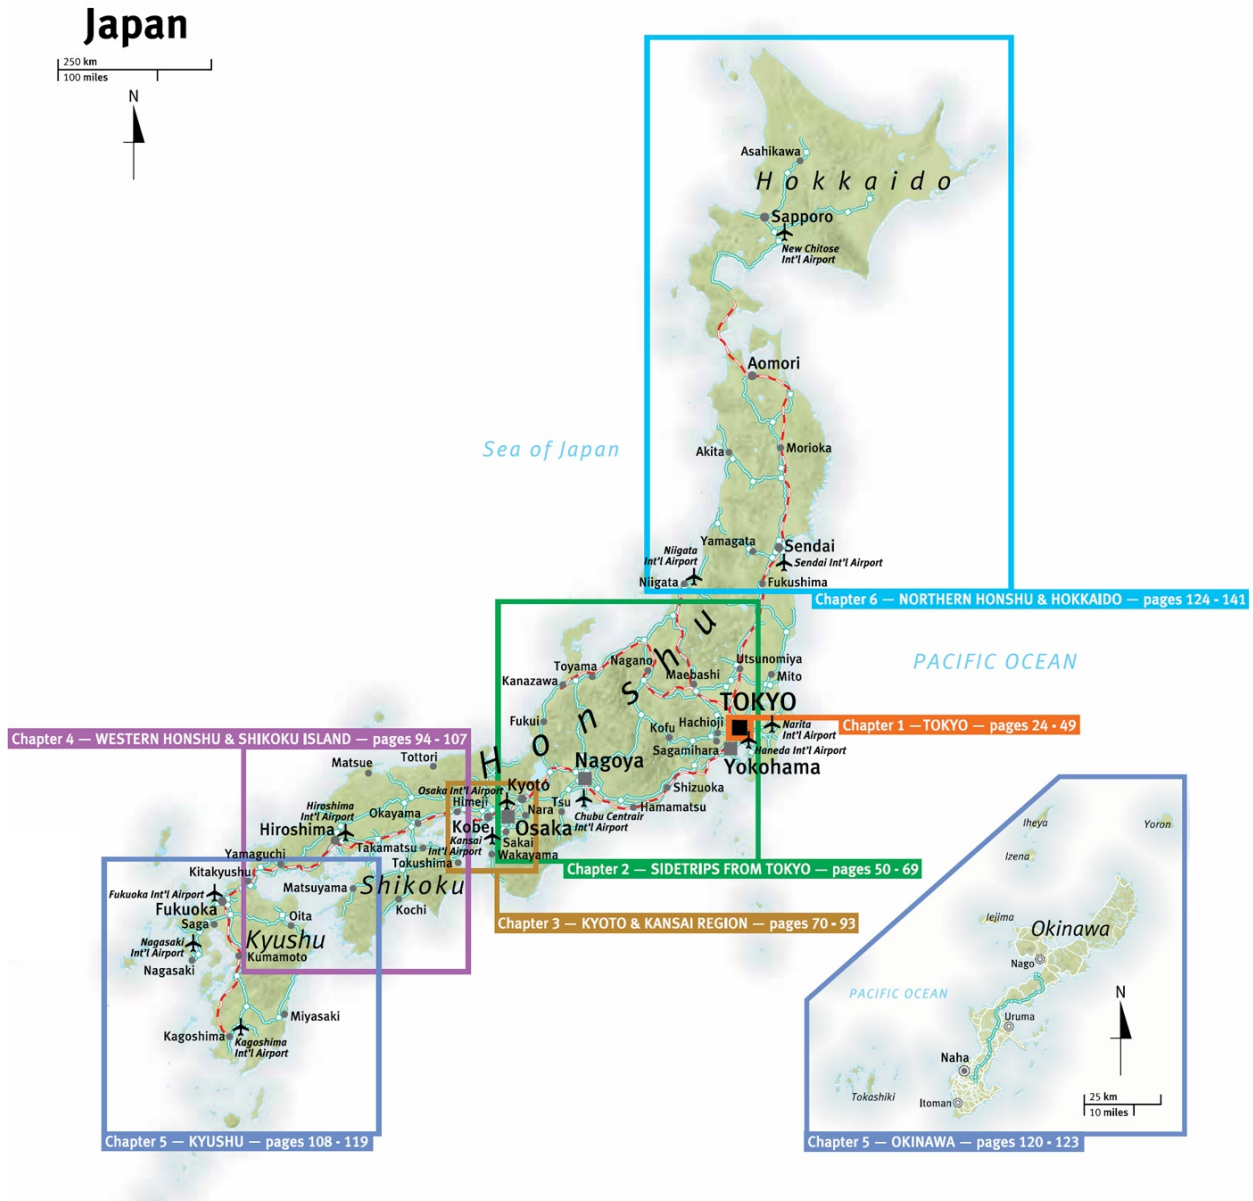 Japan
250 km
100 miles
N
Asahikawa
Hokkaido
Sapporo
New Chitose
Int'l Airport
Aomori
Sea of Japan
Akita
Morioka
Yamagata
Sendai
Sendai Int'l Airport
Niigata
Int'l Airport
Niigata
Fukushima
Chapter 6 — NORTHERN HONSHU & HOKKAIDO — pages 124 - 141
Honshu
PACIFIC OCEAN
Toyama
Nagano
Utsunomiya
Kanazawa
Maebashi
Mito
TOKYO
Fukui
Kofu
Hachioji
Narita
Int'l Airport
Chapter 1 —TOKYO — pages 24 - 49
Sagamihara
Haneda Int'l Airport
Chapter 4 — WESTERN HONSHU & SHIKOKU ISLAND — pages 94 - 107
Matsue
Tottori
Nagoya
Yokohama
Osaka Int'l Airport
Kyoto
Shizuoka
Himeji
Tsu
Hamamatsu
Hiroshima
Int'l Airport
Okayama
Nara
Chubu Centrair
Int'l Airport
Hiroshima
Kobe
Osaka
Kansai
Int'l Airport
Sakai
Takamatsu
Yamaguchi
Tokushima
Wakayama
Kitakyushu
Chapter 2 — SIDETRIPS FROM TOKYO — pages 50 - 69
Matsuyama
Shikoku
Fukuoka Int'l Airport
Fukuoka
Kochi
Oita
Saga
Chapter 3 — KYOTO & KANSAI REGION — pages 70 - 93
Kyushu
Nagasaki
Int'l Airport
Kumamoto
Nagasaki
Miyasaki
Kagoshima
Kagoshima
Int'l Airport
Chapter 5 — KYUSHU — pages 108 - 119
Iheya
Yoron
Izena
Iejima
Okinawa
Nago
PACIFIC OCEAN
N
Uruma
Naha
Tokashiki
Itoman
25 km
10 miles
Chapter 5 — OKINAWA — pages 120 - 123